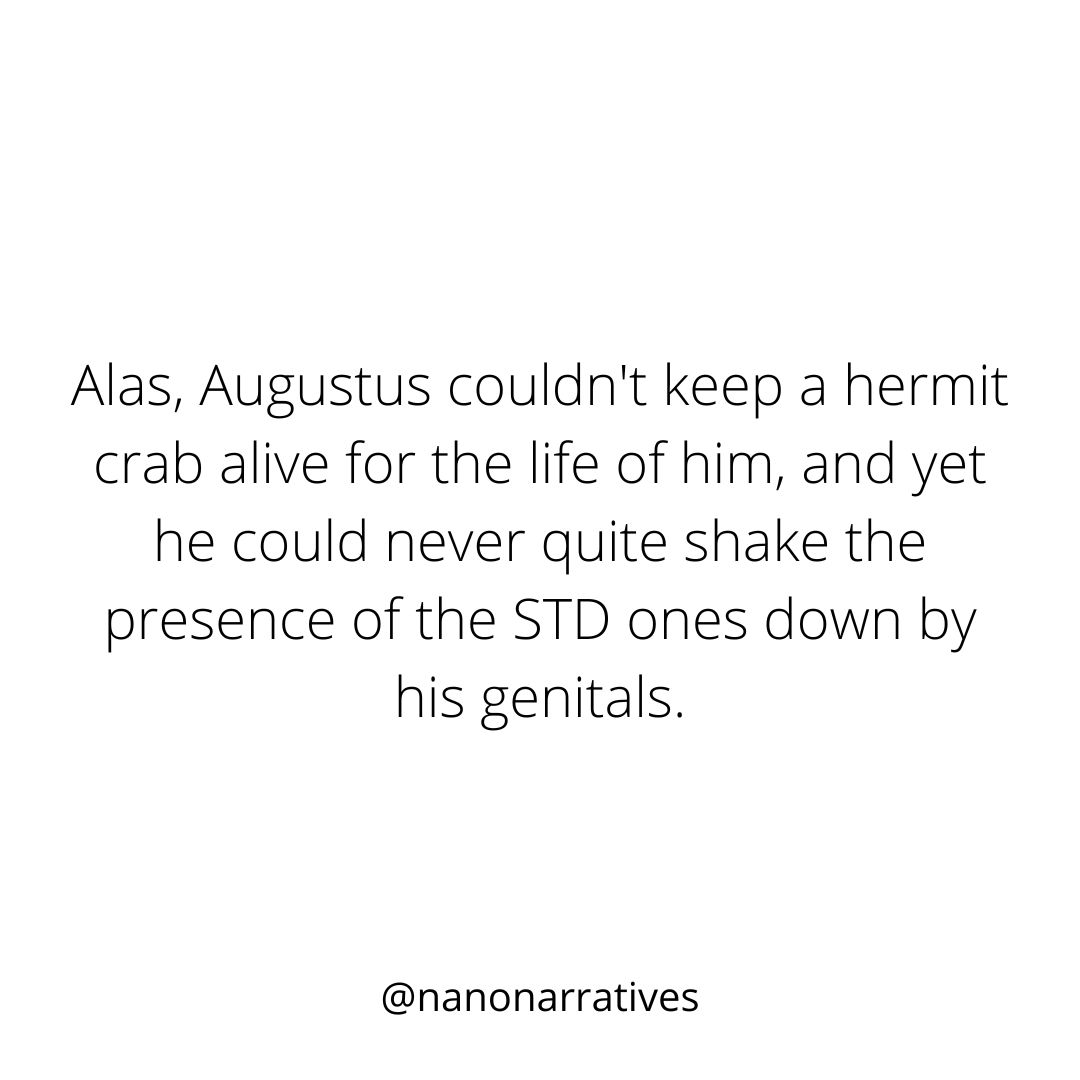 Alas, Augustus couldn't keep a hermit
crab alive for the life of him, and yet
he could never quite shake the
presence of the STD ones down by
his genitals.
@nanonarratives